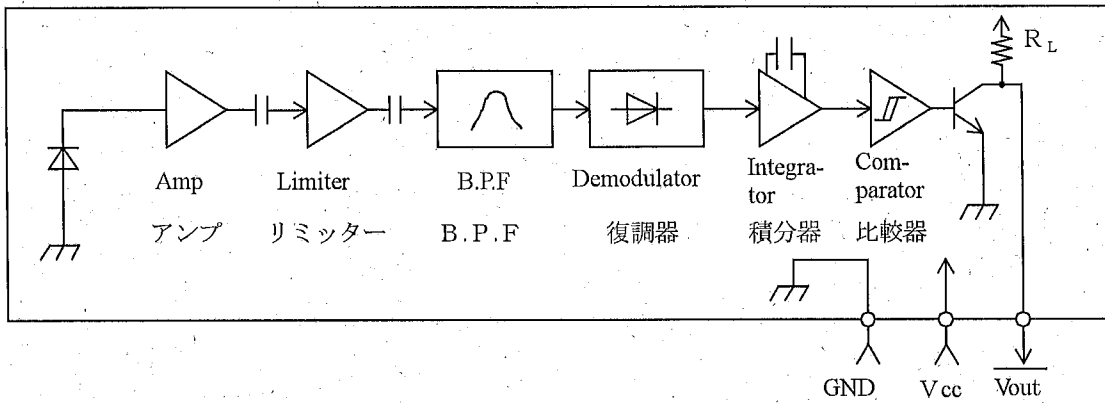 R L
Amp
Limiter
B.P.F
Demodulator
Integra-
tor
Com-
parator
アンプ
リミッター
B.P.F
復調器
積分器
比較器
GND
Vcc
Vout